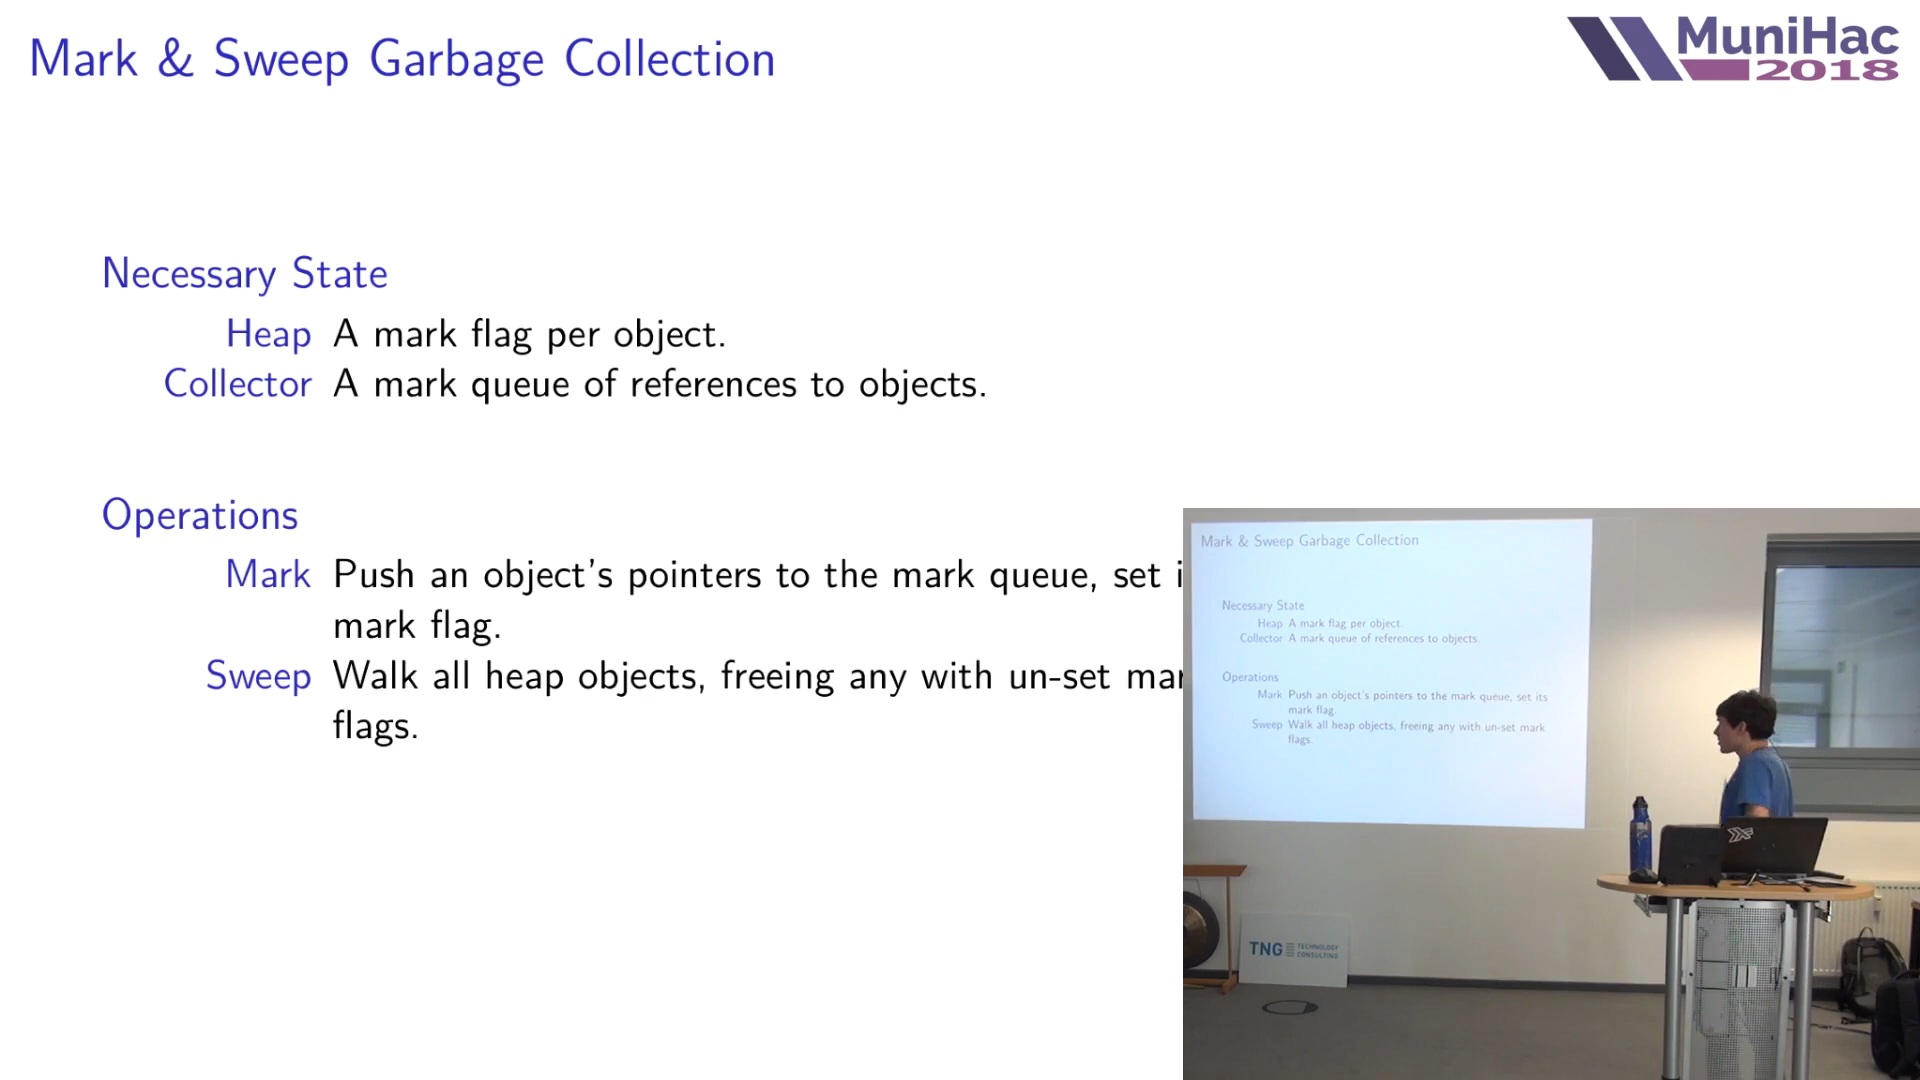 Mark & Sweep Garbage Collection
MuniHac
2018
Necessary State
Heap A mark flag per object.
Collector A mark queue of references to objects.
Operations
Mark Push an object's pointers to the mark queue, set i
mark flag.
Sweep Walk all heap objects, freeing any with un-set mar
flags.
Mark & Sweep Garbage Collection
Necessary State
Heap A mark flag per object.
Collector A mark queue of references to objects.
Operations
Mark Push an object's pointers to the mark queue, set its
mark flag.
Sweep Walk all heap objects, freeing any with un-set mark
flags.
TNG TECHNOLOGY
CONSULTING